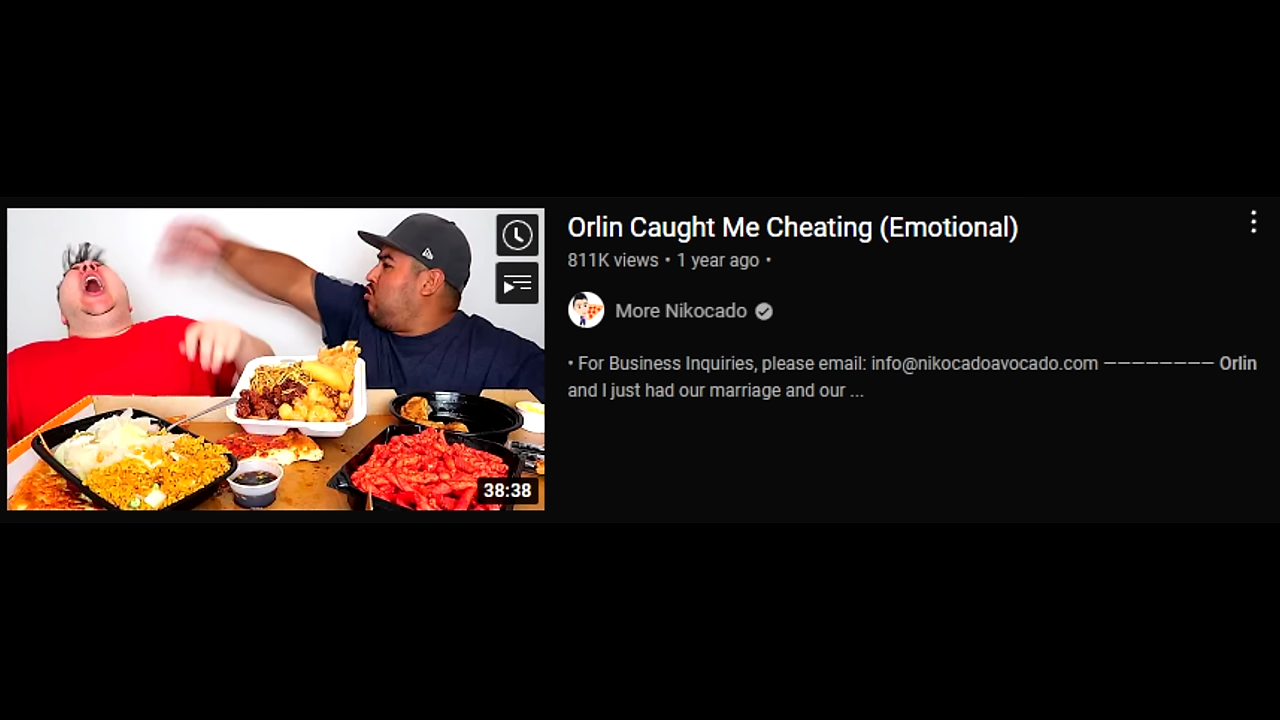 Orlin Caught Me Cheating (Emotional)
811K views • 1 year ago •
More Nikocado
• For Business Inquiries, please email: info@nikocadoavocado.com ———————— Orlin
and I just had our marriage and our ...
38:38